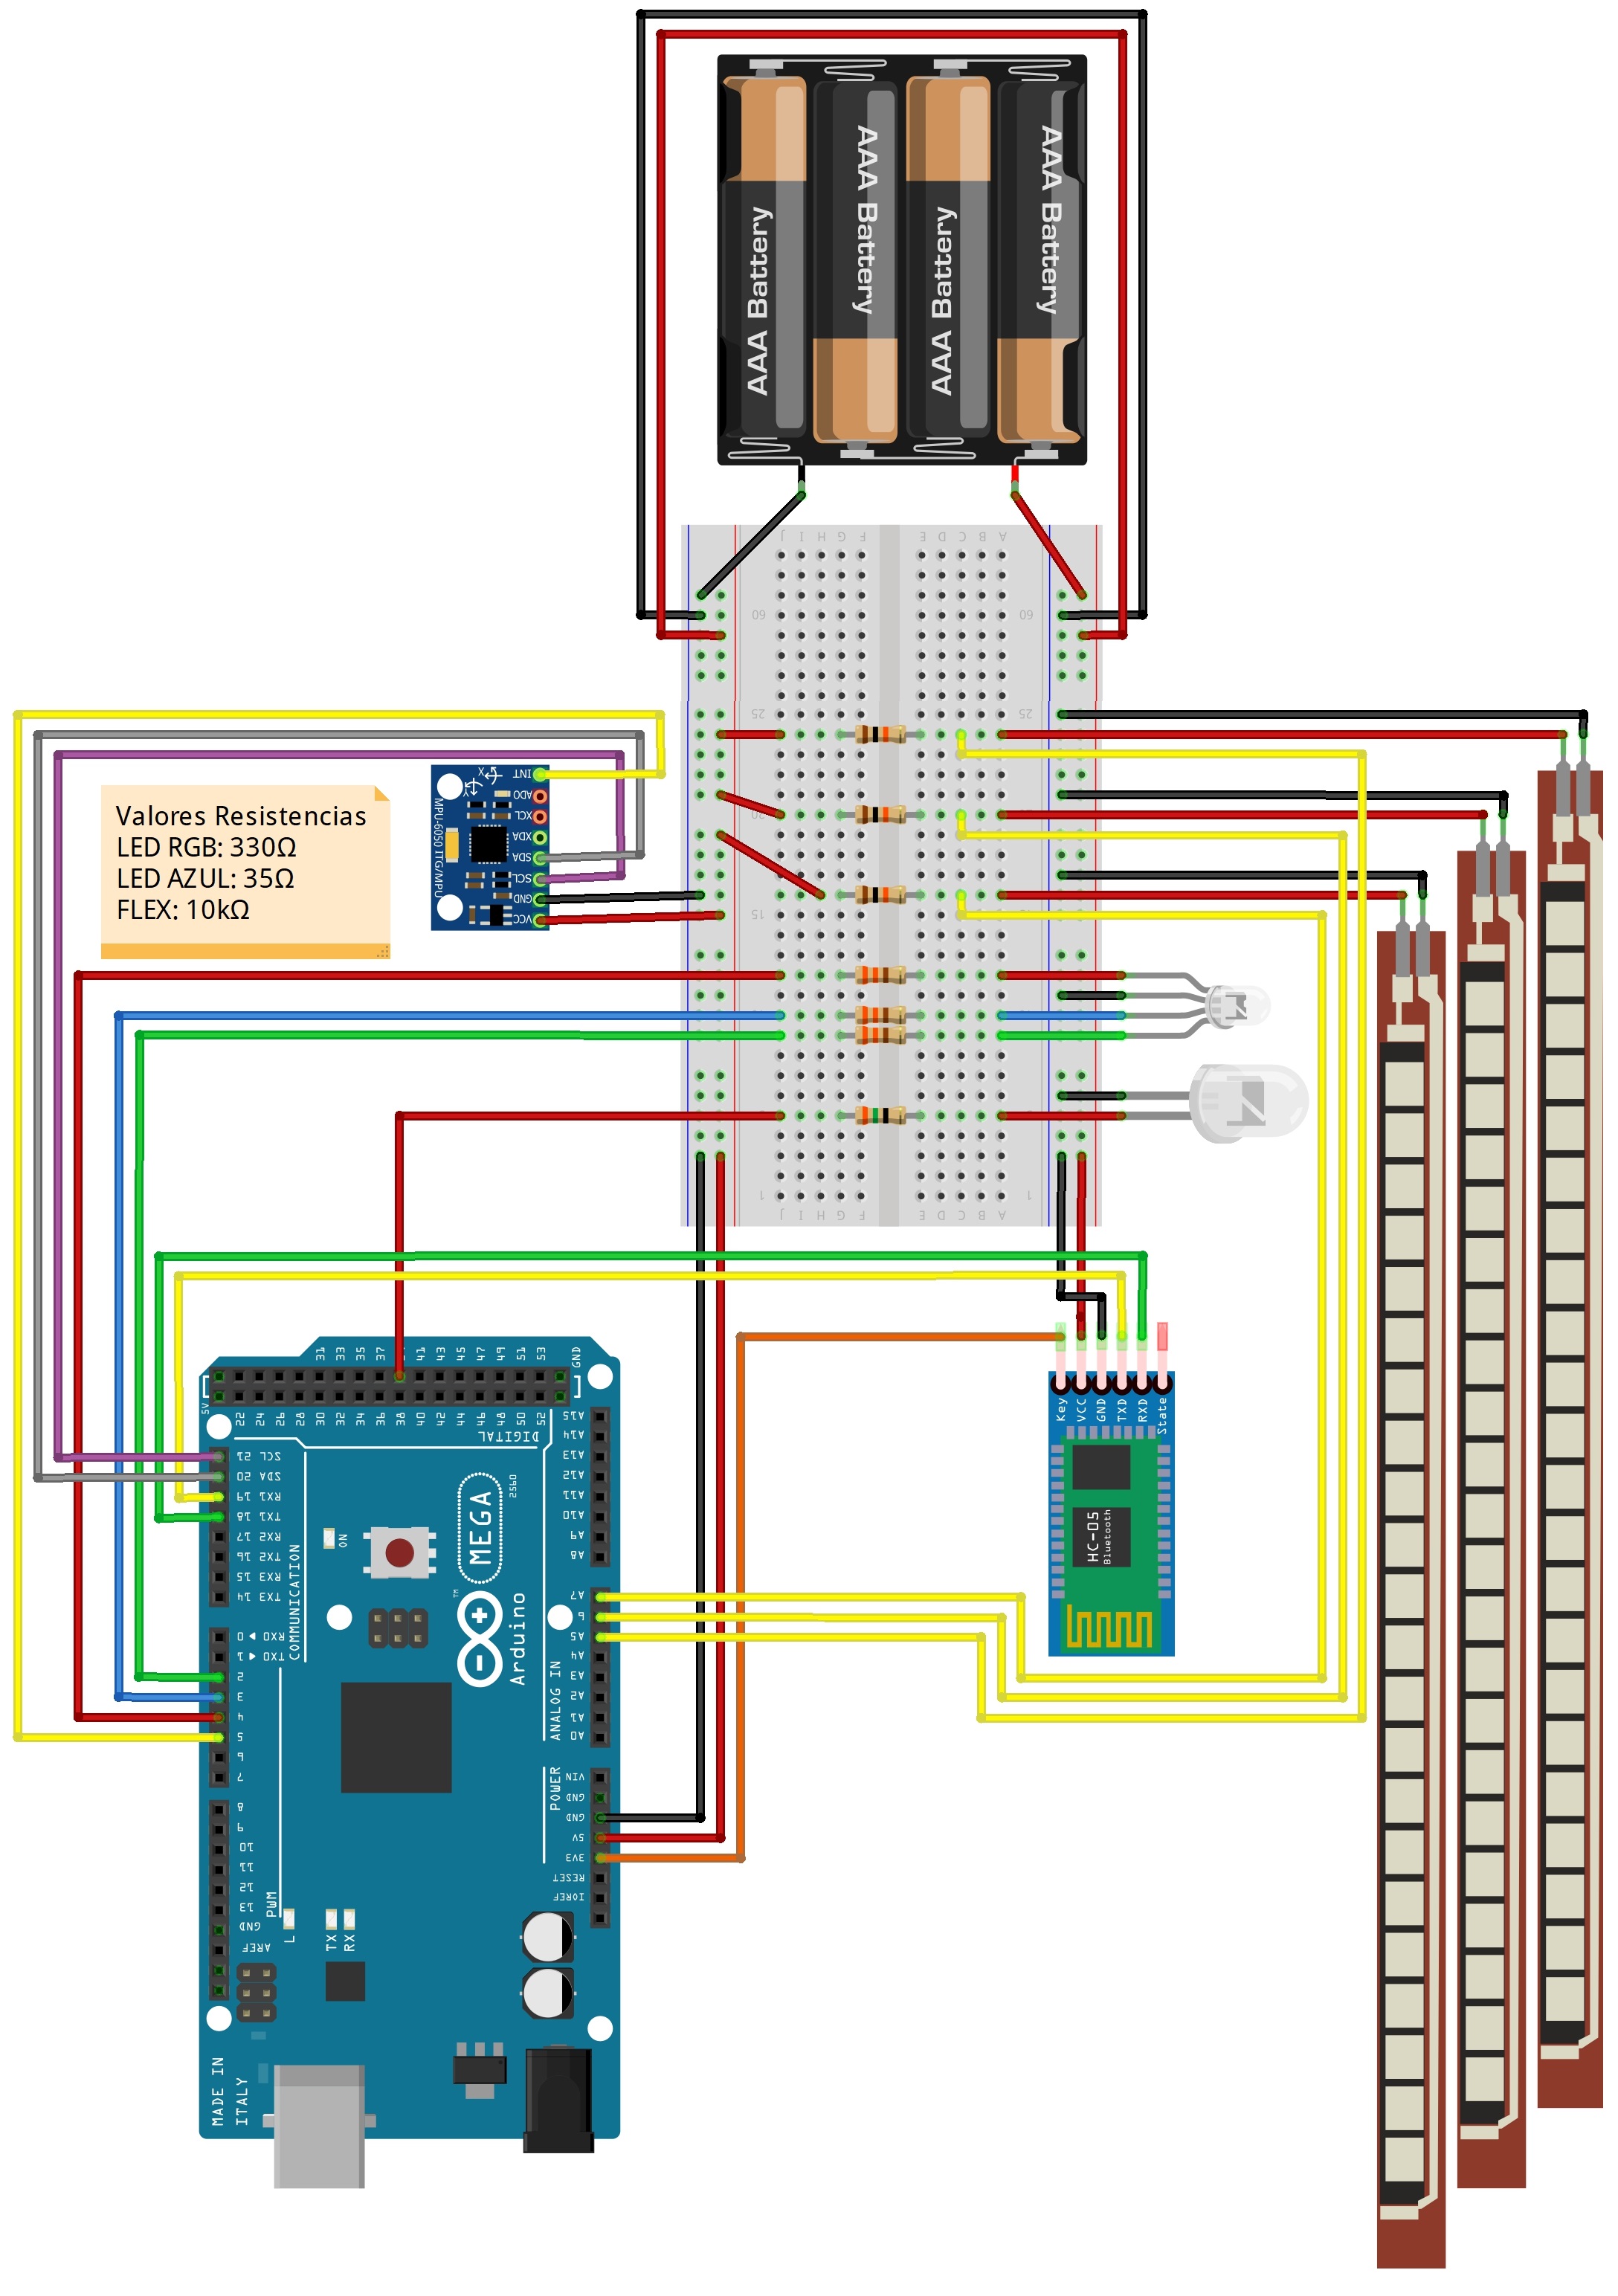 AAA Battery
AAA Battery
AAA Battery
AAA Battery
J I H G F E D C B A
60 60
25 25
20
15
1 1
J I H G F E D C B A
Valores Resistencias
LED RGB: 330Ω
LED AZUL: 35Ω
FLEX: 10kΩ
MPU-6050 ITG/MPU
X
Y
INT
ADO
XCL
XDA
SDA
SCL
GND
VCC
Key
VCC
GND
TXD
RXD
State
HC-05
Bluetooth
31 33 35 37 41 43 45 47 49 51 53 GND
5V 22 24 26 28 30 32 34 36 38 40 42 44 46 48 50 52
DIGITAL
SCL 21
SDA 20
RX1 19
TX1 18
RX2 17
TX2 16
RX3 15
TX3 14
COMMUNICATION
RX0 ◀ 0
TX0 ▶ 1
2
3
4
5
6
7
8
9
10
11
12
13
GND
AREF
PWM
L
TX
RX
ON
MEGA
2560
Arduino
TM
A15
A14
A13
A12
A11
A10
A9
A8
A7
6
A5
A4
A3
A2
A1
A0
ANALOG IN
VIN
GND
GND
5V
3V3
RESET
IOREF
POWER
MADE IN
ITALY